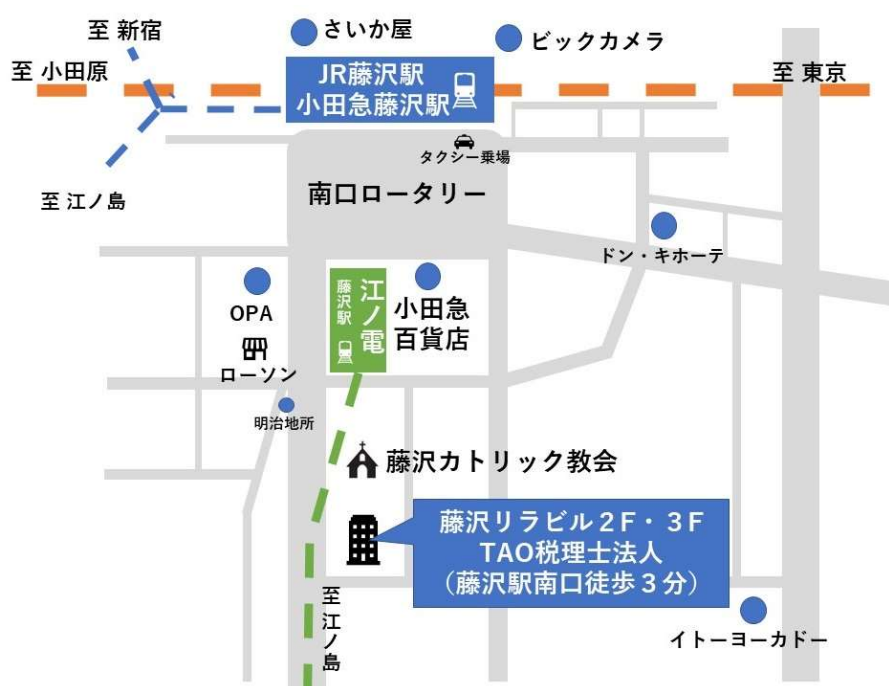 至 新宿
さいか屋
ビックカメラ
至 小田原
JR藤沢駅
小田急藤沢駅
至 東京
タクシー乗場
南口ロータリー
至 江ノ島
ドン・キホーテ
OPA
江ノ電
藤沢駅
小田急
百貨店
ローソン
明治地所
藤沢カトリック教会
藤沢リラビル２F・３F
TAO税理士法人
（藤沢駅南口徒歩３分）
至 江ノ島
イトーヨーカドー